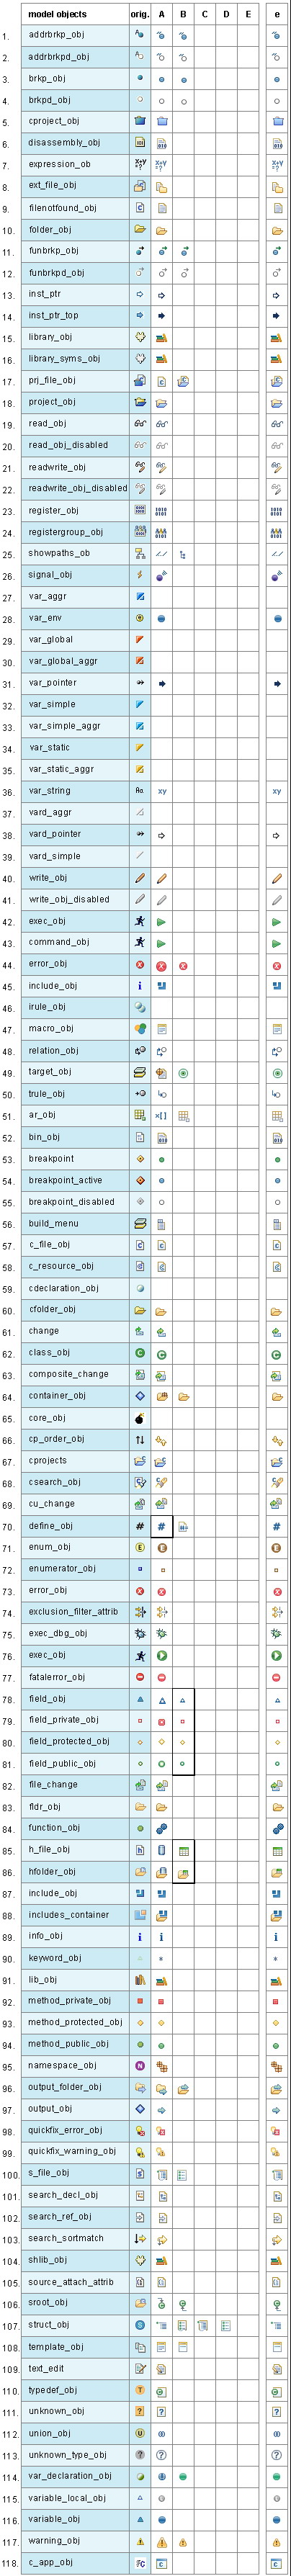 model objects orig. A B C D E e
1. addrbrkp_obj
2. addrbrkpd_obj
3. brkp_obj
4. brkpd_obj
5. cproject_obj
6. disassembly_obj
7. expression_ob
8. ext_file_obj
9. filenotfound_obj
10. folder_obj
11. funbrkp_obj
12. funbrkpd_obj
13. inst_ptr
14. inst_ptr_top
15. library_obj
16. library_syms_obj
17. prj_file_obj
18. project_obj
19. read_obj
20. read_obj_disabled
21. readwrite_obj
22. readwrite_obj_disabled
23. register_obj
24. registergroup_obj
25. showpaths_ob
26. signal_obj
27. var_aggr
28. var_env
29. var_global
30. var_global_aggr
31. var_pointer
32. var_simple
33. var_simple_aggr
34. var_static
35. var_static_aggr
36. var_string
37. vard_aggr
38. vard_pointer
39. vard_simple
40. write_obj
41. write_obj_disabled
42. exec_obj
43. command_obj
44. error_obj
45. include_obj
46. irule_obj
47. macro_obj
48. relation_obj
49. target_obj
50. trule_obj
51. ar_obj
52. bin_obj
53. breakpoint
54. breakpoint_active
55. breakpoint_disabled
56. build_menu
57. c_file_obj
58. c_resource_obj
59. cdeclaration_obj
60. cfolder_obj
61. change
62. class_obj
63. composite_change
64. container_obj
65. core_obj
66. cp_order_obj
67. cprojects
68. csearch_obj
69. cu_change
70. define_obj
71. enum_obj
72. enumerator_obj
73. error_obj
74. exclusion_filter_attrib
75. exec_dbg_obj
76. exec_obj
77. fatalerror_obj
78. field_obj
79. field_private_obj
80. field_protected_obj
81. field_public_obj
82. file_change
83. fldr_obj
84. function_obj
85. h_file_obj
86. hfolder_obj
87. include_obj
88. includes_container
89. info_obj
90. keyword_obj
91. lib_obj
92. method_private_obj
93. method_protected_obj
94. method_public_obj
95. namespace_obj
96. output_folder_obj
97. output_obj
98. quickfix_error_obj
99. quickfix_warning_obj
100. s_file_obj
101. search_decl_obj
102. search_ref_obj
103. search_sortmatch
104. shlib_obj
105. source_attach_attrib
106. sroot_obj
107. struct_obj
108. template_obj
109. text_edit
110. typedef_obj
111. unknown_obj
112. union_obj
113. unknown_type_obj
114. var_declaration_obj
115. variable_local_obj
116. variable_obj
117. warning_obj
118. c_app_obj